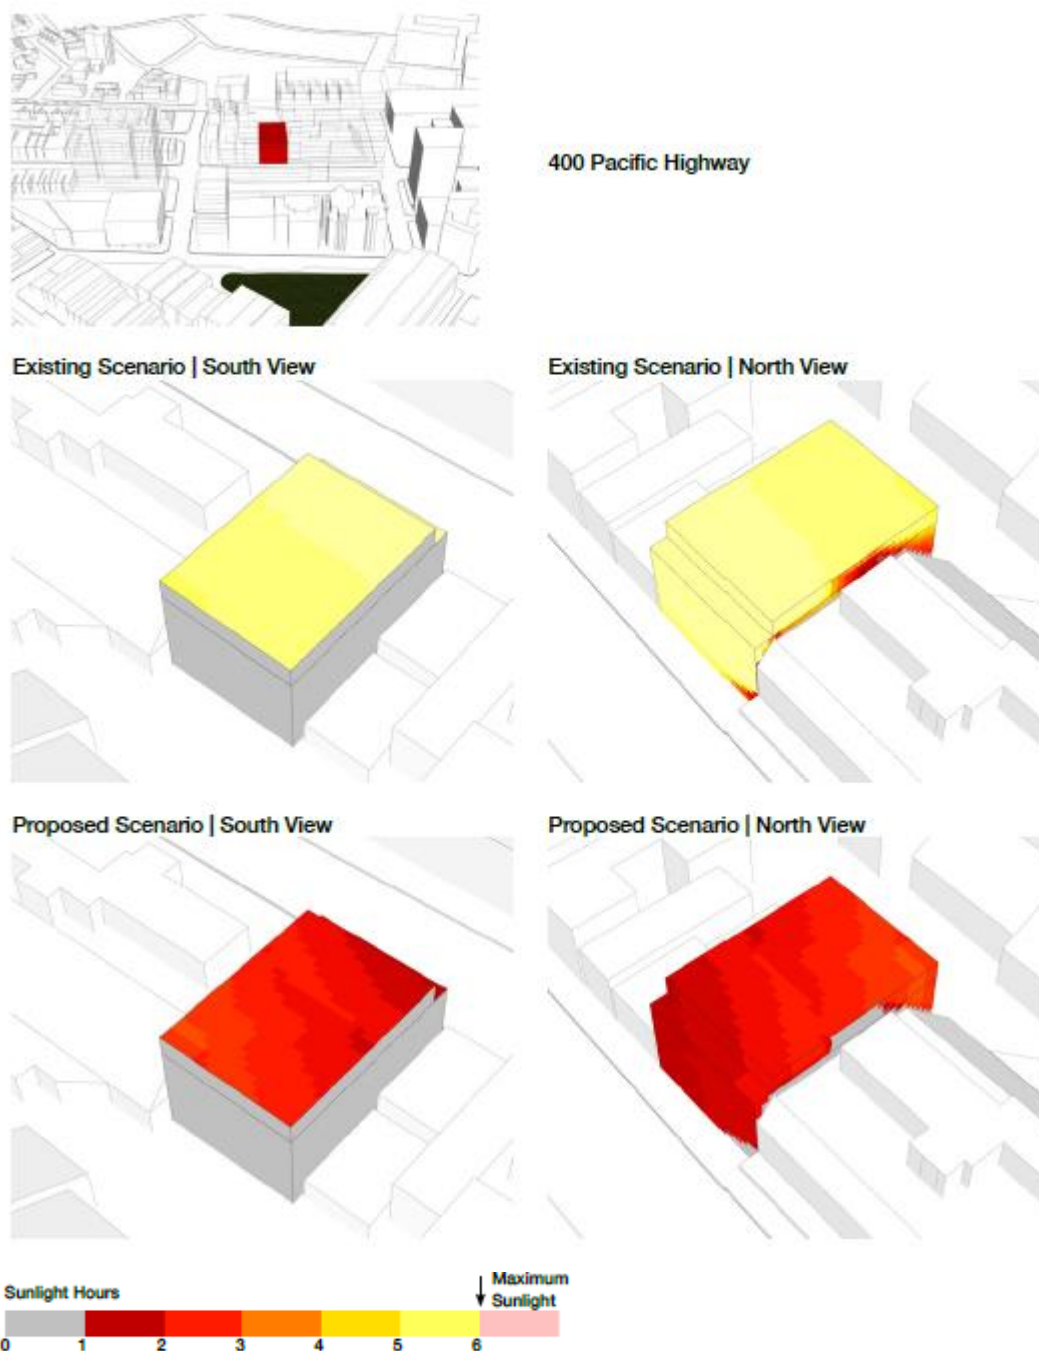 400 Pacific Highway
Existing Scenario | South View
Existing Scenario | North View
Proposed Scenario | South View
Proposed Scenario | North View
Sunlight Hours
Maximum
Sunlight
0 1 2 3 4 5 6